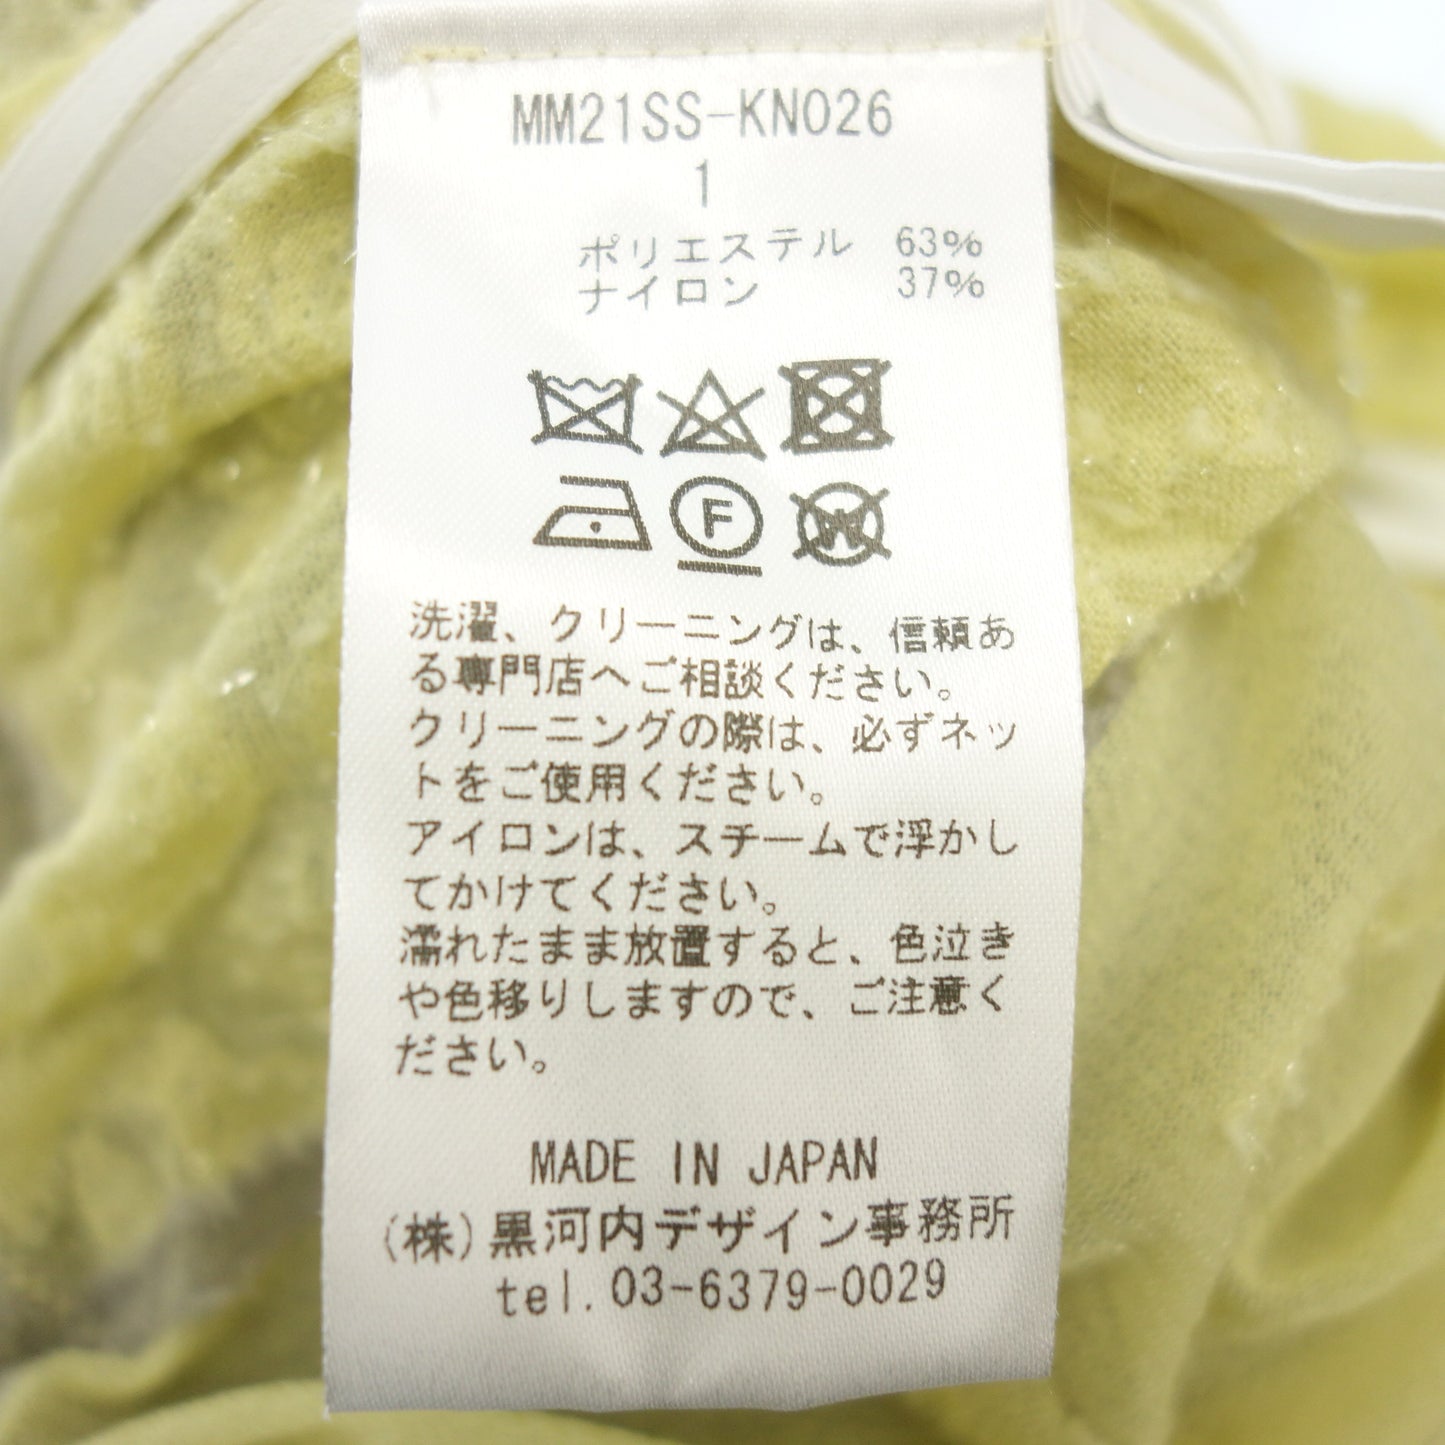 MM21SS-KN026
1
ポリエステル 63%
ナイロン 37%
F
W
洗濯、クリーニングは、信頼あ
る専門店へご相談ください。
クリーニングの際は、必ずネッ
トをご使用ください。
アイロンは、スチームで浮かし
てかけてください。
濡れたまま放置すると、色泣き
や色移りしますので、ご注意く
ださい。
MADE IN JAPAN
(株)黒河内デザイン事務所
tel. 03-6379-0029